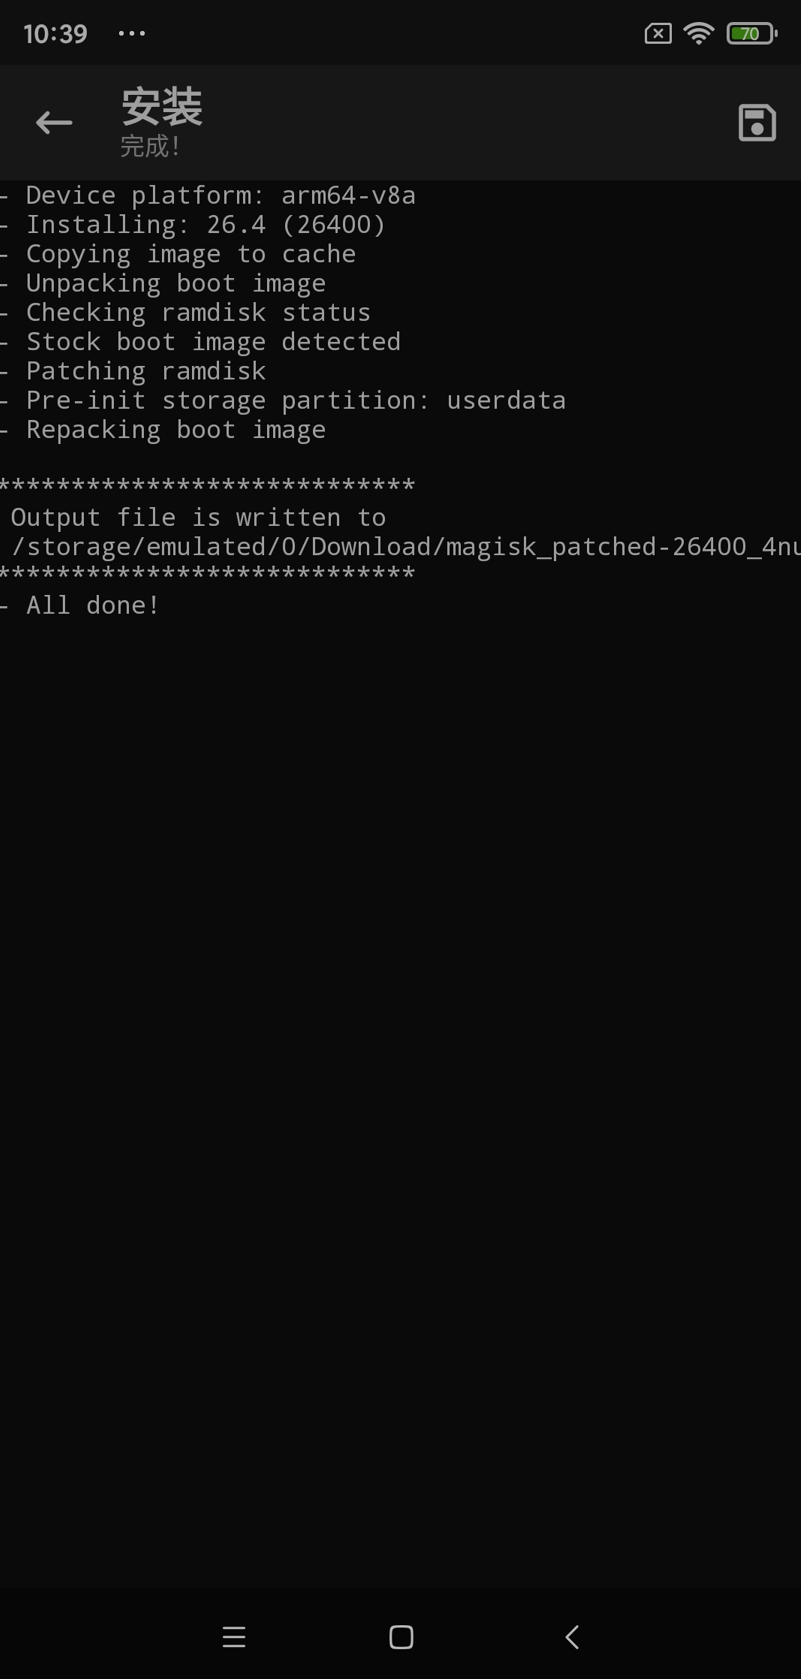 10:39 ... 70
安装
完成！
- Device platform: arm64-v8a
- Installing: 26.4 (26400)
- Copying image to cache
- Unpacking boot image
- Checking ramdisk status
- Stock boot image detected
- Patching ramdisk
- Pre-init storage partition: userdata
- Repacking boot image
****************************
Output file is written to
/storage/emulated/0/Download/magisk_patched-26400_4nu
****************************
- All done!